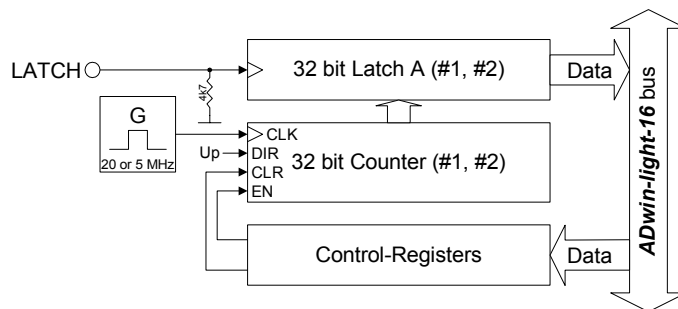 LATCH
32 bit Latch A (#1, #2)
Data
4k7
G
20 or 5 MHz
CLK
Up
DIR
32 bit Counter (#1, #2)
CLR
EN
Control-Registers
Data
ADwin-light-16 bus